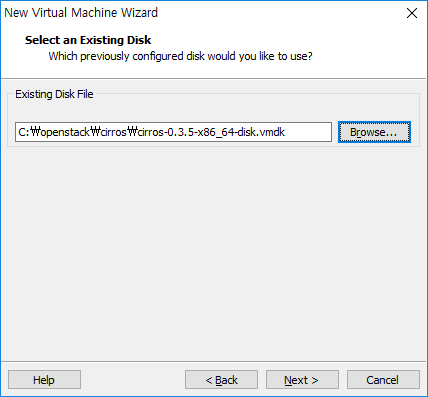 New Virtual Machine Wizard
Select an Existing Disk
Which previously configured disk would you like to use?
Existing Disk File
C:₩openstack₩cirros₩cirros-0.3.5-x86_64-disk.vmdk
Browse...
Help
< Back
Next >
Cancel